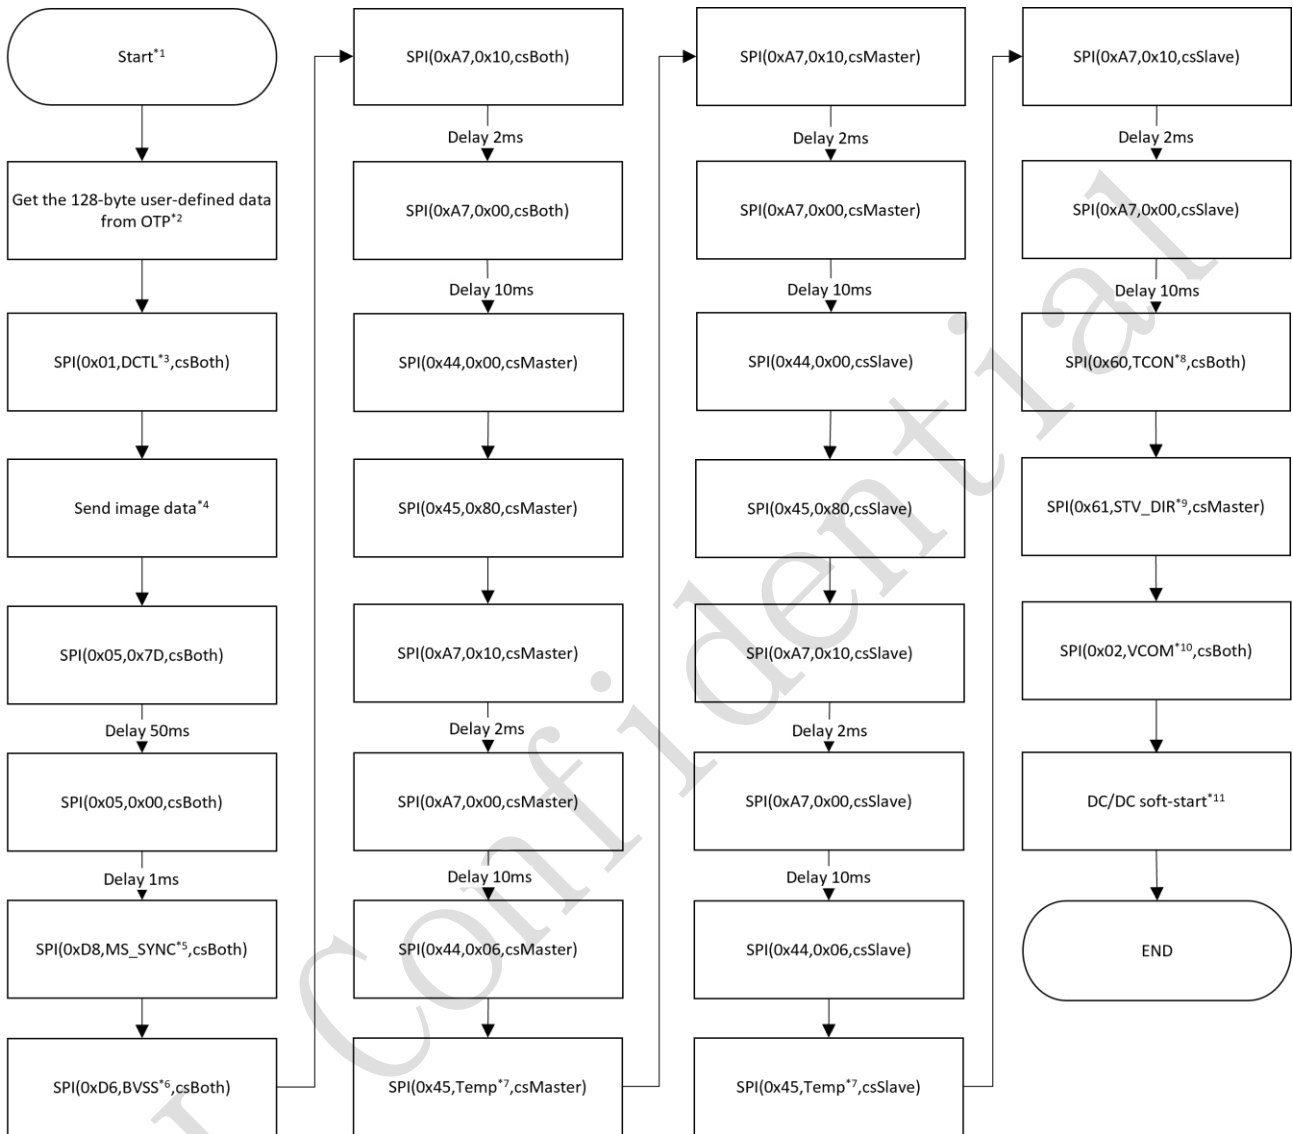 Start*1
Get the 128-byte user-defined data
from OTP*2
SPI(0x01,DCTL*3,csBoth)
Send image data*4
SPI(0x05,0x7D,csBoth)
Delay 50ms
SPI(0x05,0x00,csBoth)
Delay 1ms
SPI(0xD8,MS_SYNC*5,csBoth)
SPI(0xD6,BVSS*6,csBoth)
SPI(0xA7,0x10,csBoth)
Delay 2ms
SPI(0xA7,0x00,csBoth)
Delay 10ms
SPI(0x44,0x00,csMaster)
SPI(0x45,0x80,csMaster)
SPI(0xA7,0x10,csMaster)
Delay 2ms
SPI(0xA7,0x00,csMaster)
Delay 10ms
SPI(0x44,0x06,csMaster)
SPI(0x45,Temp*7,csMaster)
SPI(0xA7,0x10,csMaster)
Delay 2ms
SPI(0xA7,0x00,csMaster)
Delay 10ms
SPI(0x44,0x00,csSlave)
SPI(0x45,0x80,csSlave)
SPI(0xA7,0x10,csSlave)
Delay 2ms
SPI(0xA7,0x00,csSlave)
Delay 10ms
SPI(0x44,0x06,csSlave)
SPI(0x45,Temp*7,csSlave)
SPI(0xA7,0x10,csSlave)
Delay 2ms
SPI(0xA7,0x00,csSlave)
Delay 10ms
SPI(0x60,TCON*8,csBoth)
SPI(0x61,STV_DIR*9,csMaster)
SPI(0x02,VCOM*10,csBoth)
DC/DC soft-start*11
END
Confidential